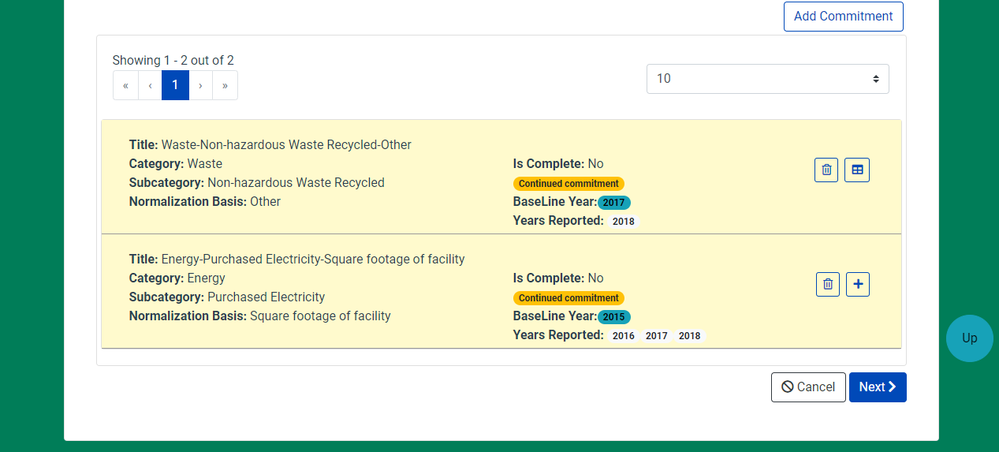 Add Commitment
Showing 1 - 2 out of 2
« ‹ 1 › »
10
Title: Waste-Non-hazardous Waste Recycled-Other
Category: Waste
Subcategory: Non-hazardous Waste Recycled
Normalization Basis: Other
Is Complete: No
Continued commitment
BaseLine Year: 2017
Years Reported: 2018
Title: Energy-Purchased Electricity-Square footage of facility
Category: Energy
Subcategory: Purchased Electricity
Normalization Basis: Square footage of facility
Is Complete: No
Continued commitment
BaseLine Year: 2015
Years Reported: 2016 2017 2018
Up
Cancel
Next